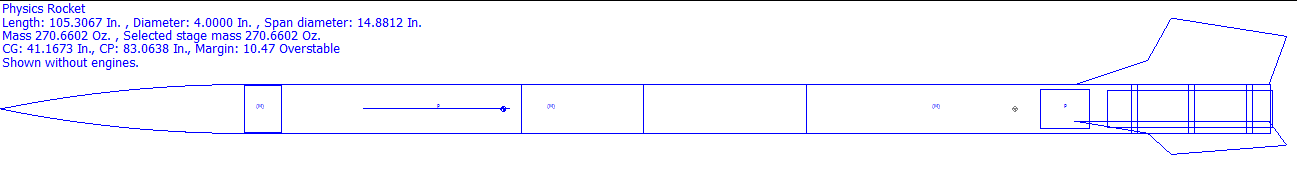 Physics Rocket
Length: 105.3067 In. , Diameter: 4.0000 In. , Span diameter: 14.8812 In.
Mass 270.6602 Oz. , Selected stage mass 270.6602 Oz.
CG: 41.1673 In., CP: 83.0638 In., Margin: 10.47 Overstable
Shown without engines.
(M) (M) (M)